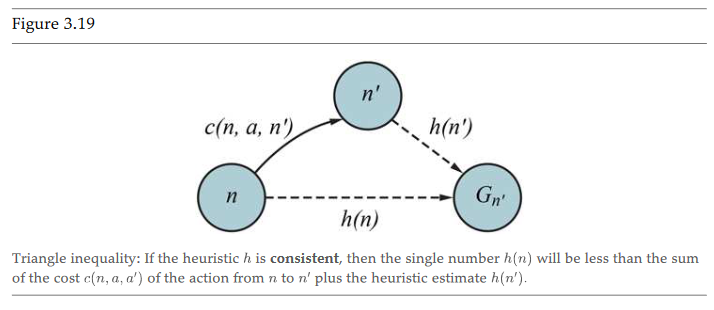 Figure 3.19
n'
c(n, a, n')
h(n')
n
G_{n'}
h(n)
Triangle inequality: If the heuristic h is consistent, then the single number h(n) will be less than the sum
of the cost c(n, a, a') of the action from n to n' plus the heuristic estimate h(n').